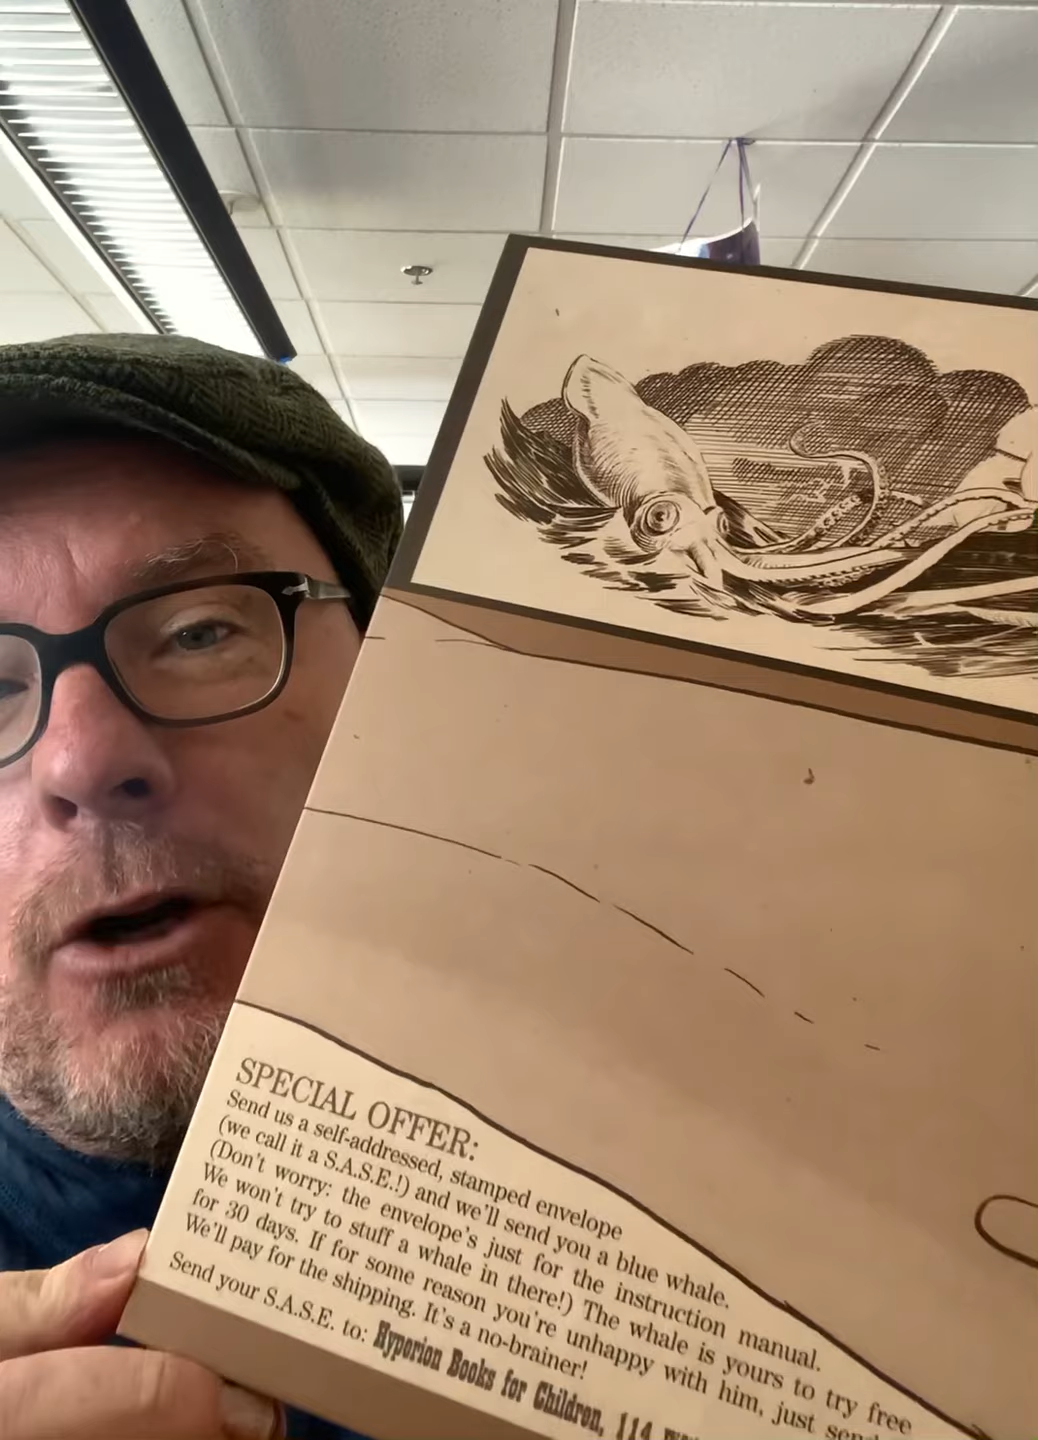 SPECIAL OFFER:
Send us a self-addressed, stamped envelope
(we call it a S.A.S.E.!) and we'll send you a blue whale.
(Don't worry: the envelope's just for the instruction manual.
We won't try to stuff a whale in there!) The whale is yours to try free
for 30 days. If for some reason you're unhappy with him, just send
We'll pay for the shipping. It's a no-brainer!
Send your S.A.S.E. to: Hyperion Books for Children, 114